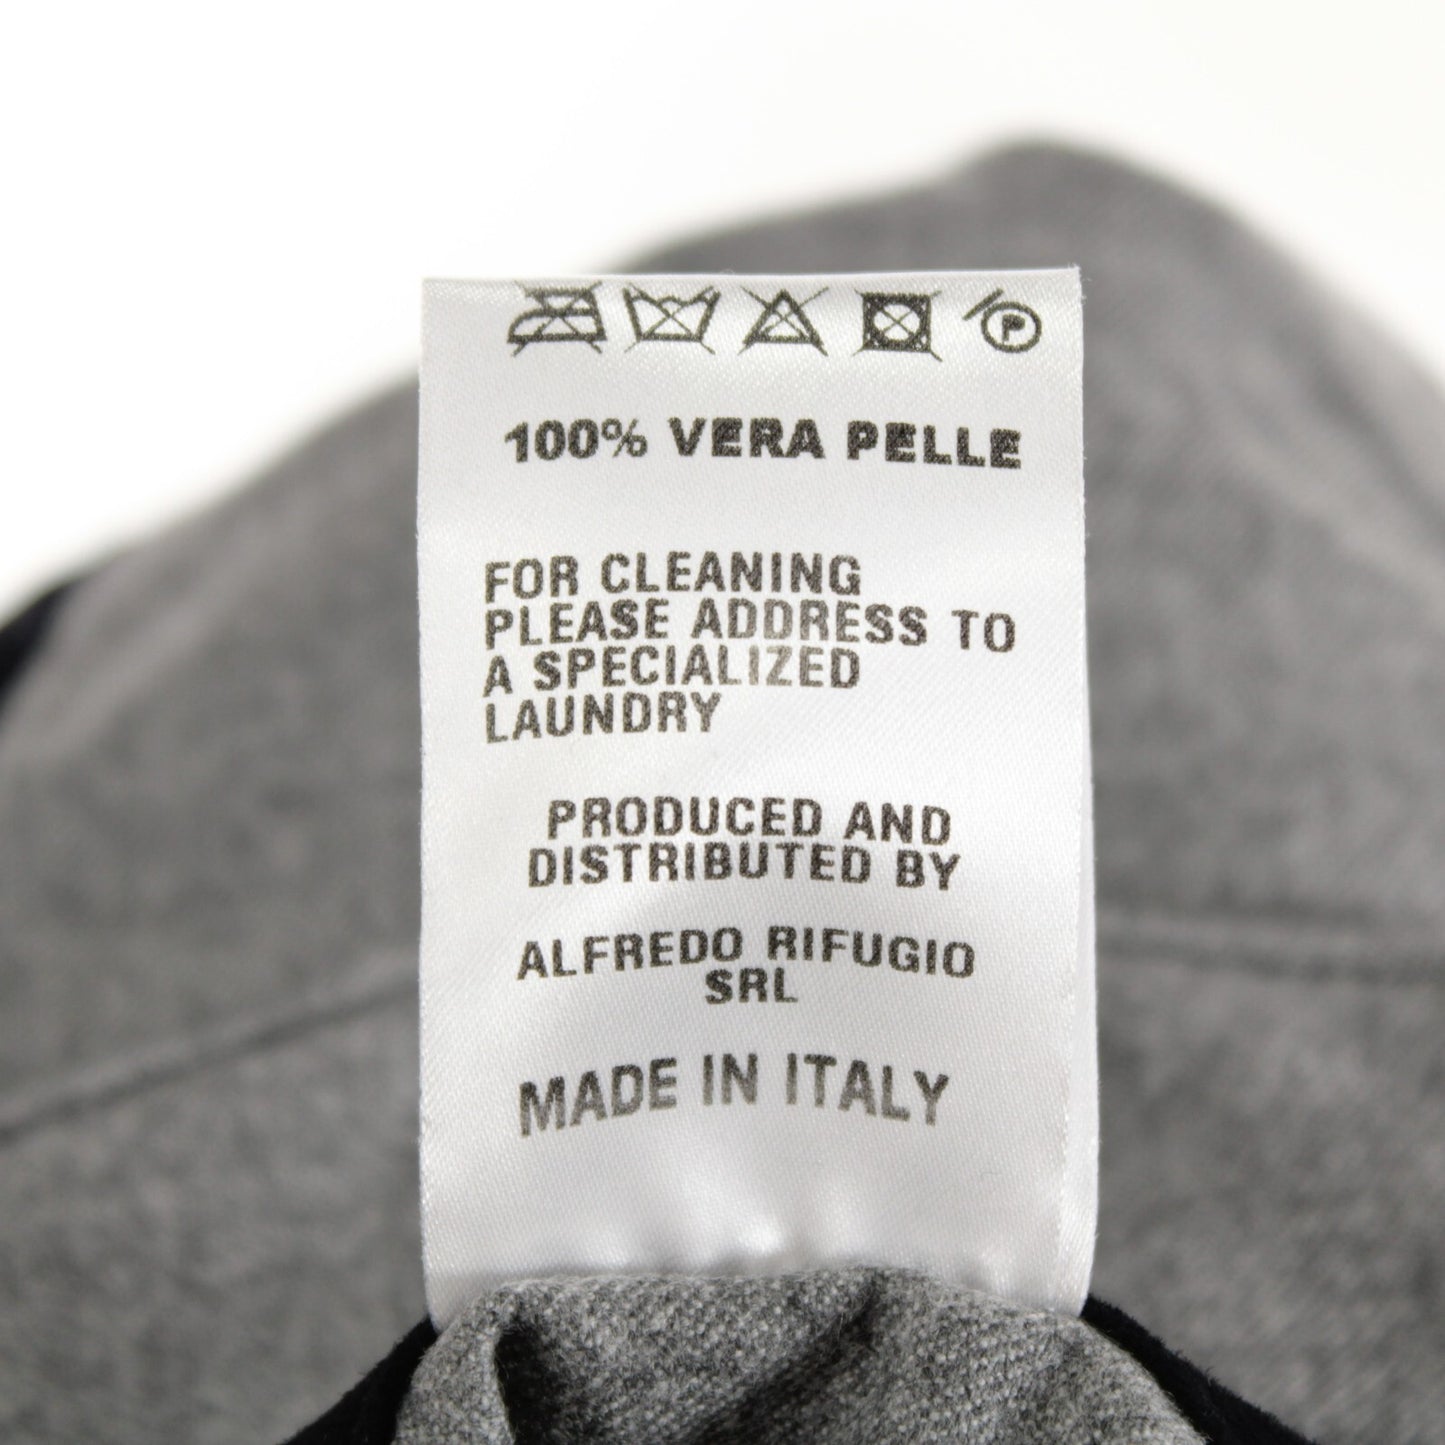 P
100% VERA PELLE
FOR CLEANING
PLEASE ADDRESS TO
A SPECIALIZED
LAUNDRY
PRODUCED AND
DISTRIBUTED BY
ALFREDO RIFUGIO
SRL
MADE IN ITALY